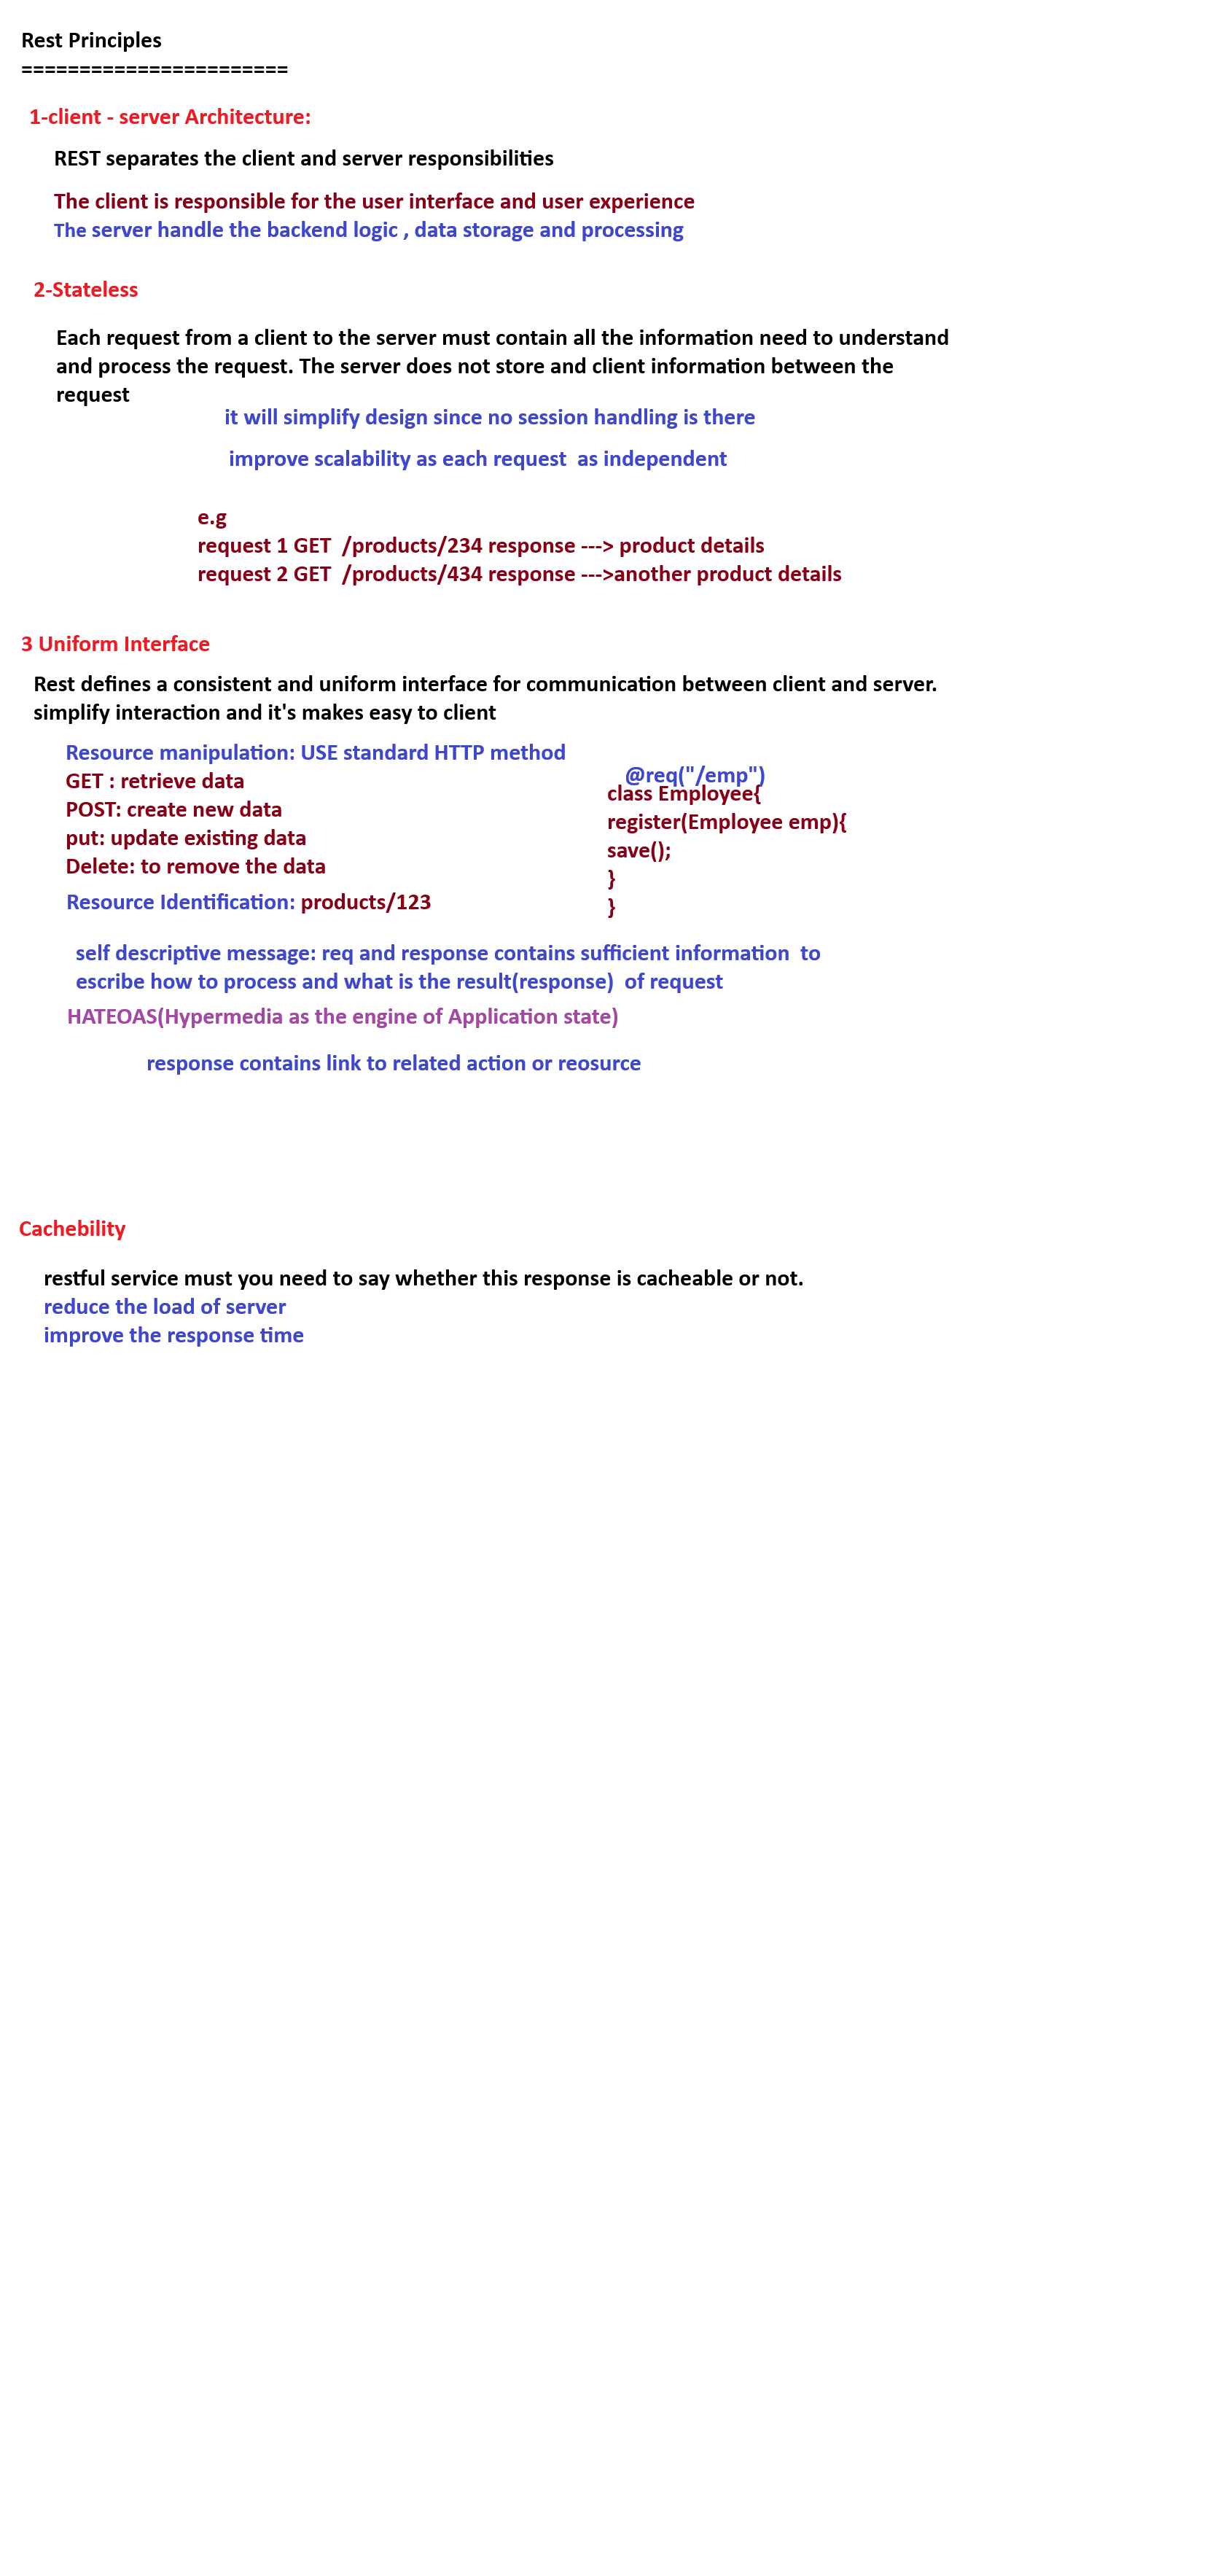 Rest Principles
=======================
1-client - server Architecture:
REST separates the client and server responsibilities
The client is responsible for the user interface and user experience
The server handle the backend logic , data storage and processing
2-Stateless
Each request from a client to the server must contain all the information need to understand
and process the request. The server does not store and client information between the
request
it will simplify design since no session handling is there
improve scalability as each request  as independent
e.g
request 1 GET  /products/234 response ---> product details
request 2 GET  /products/434 response --->another product details
3 Uniform Interface
Rest defines a consistent and uniform interface for communication between client and server.
simplify interaction and it's makes easy to client
Resource manipulation: USE standard HTTP method
GET : retrieve data
POST: create new data
put: update existing data
Delete: to remove the data
Resource Identification: products/123
@req("/emp")
class Employee{
register(Employee emp){
save();
}
}
self descriptive message: req and response contains sufficient information  to
escribe how to process and what is the result(response)  of request
HATEOAS(Hypermedia as the engine of Application state)
response contains link to related action or reosurce
Cachebility
restful service must you need to say whether this response is cacheable or not.
reduce the load of server
improve the response time